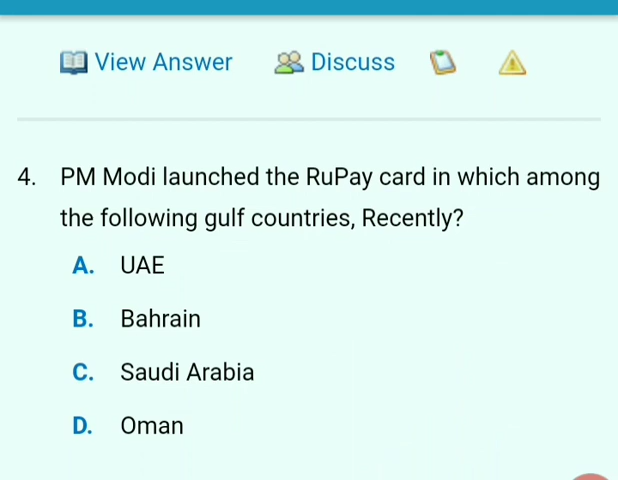 View Answer Discuss
4. PM Modi launched the RuPay card in which among
the following gulf countries, Recently?
A. UAE
B. Bahrain
C. Saudi Arabia
D. Oman